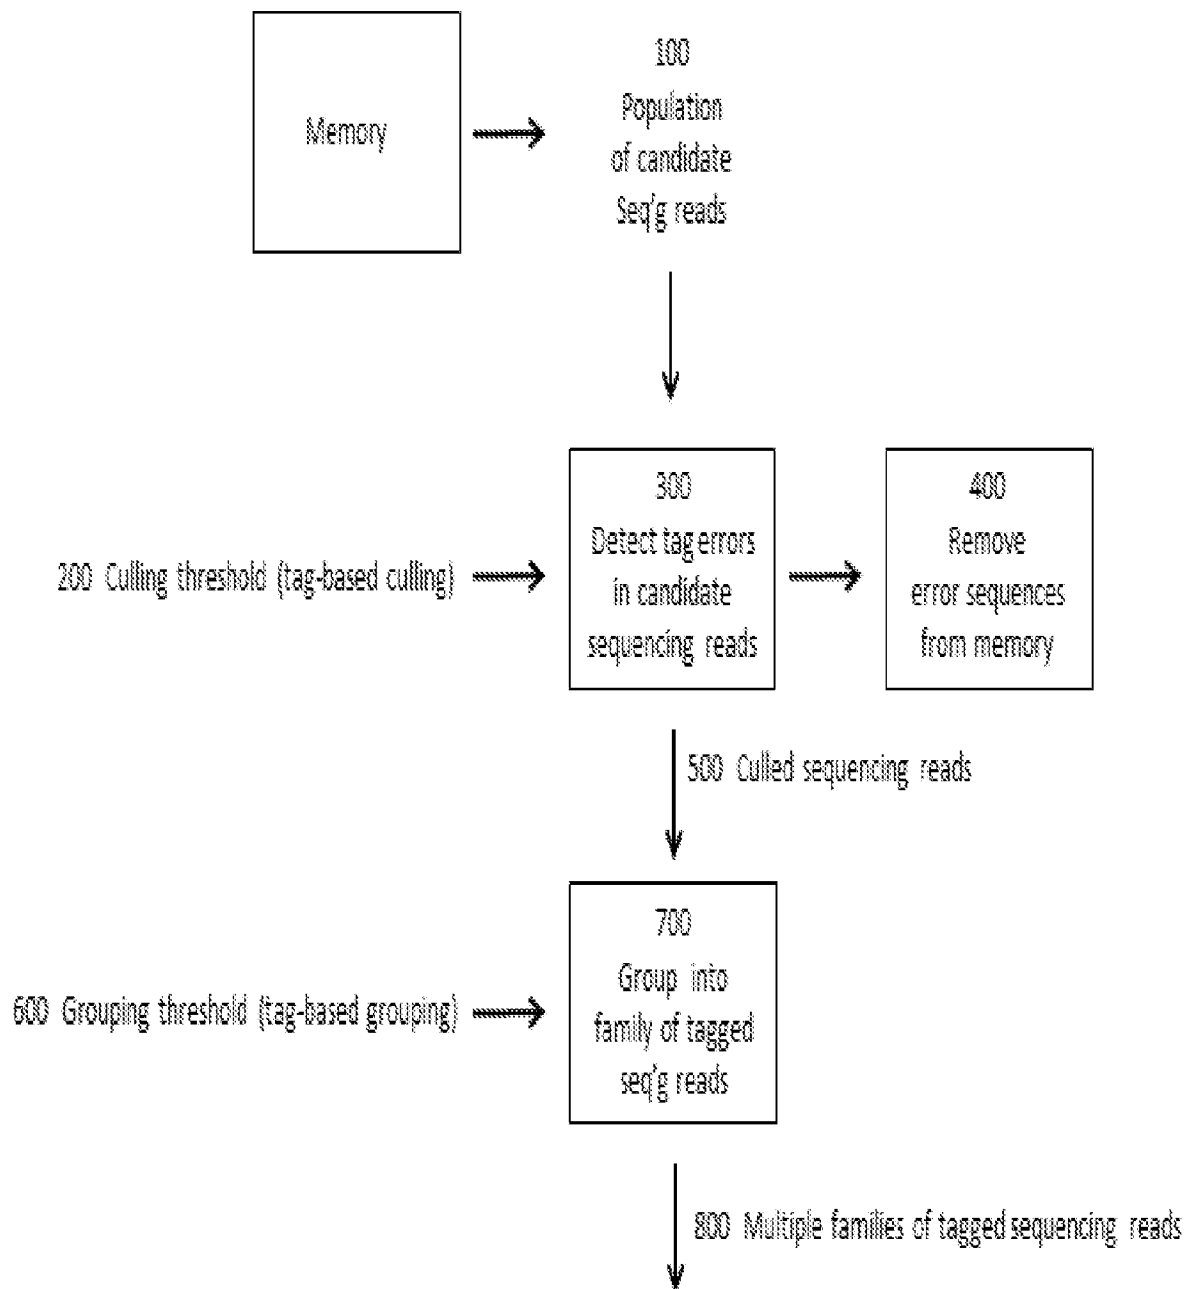 Memory
100
Population
of candidate
Seq'g reads
200 Culling threshold (tag-based culling)
300
Detect tag errors
in candidate
sequencing reads
400
Remove
error sequences
from memory
500 Culled sequencing reads
600 Grouping threshold (tag-based grouping)
700
Group into
family of tagged
seq'g reads
800 Multiple families of tagged sequencing reads